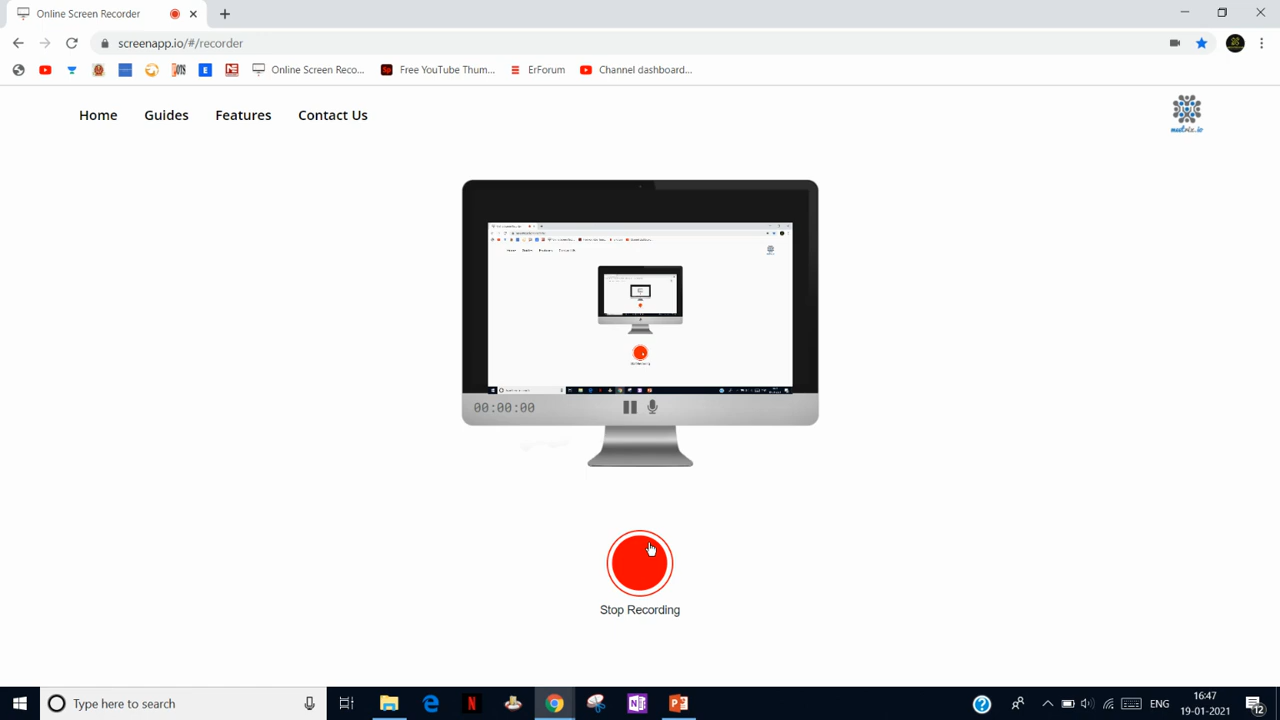 Online Screen Recorder
screenapp.io/#/recorder
Online Screen Reco...
Free YouTube Thum...
ErForum
Channel dashboard...
Home
Guides
Features
Contact Us
00:00:00
Stop Recording
Type here to search
ENG
16:47
19-01-2021
12